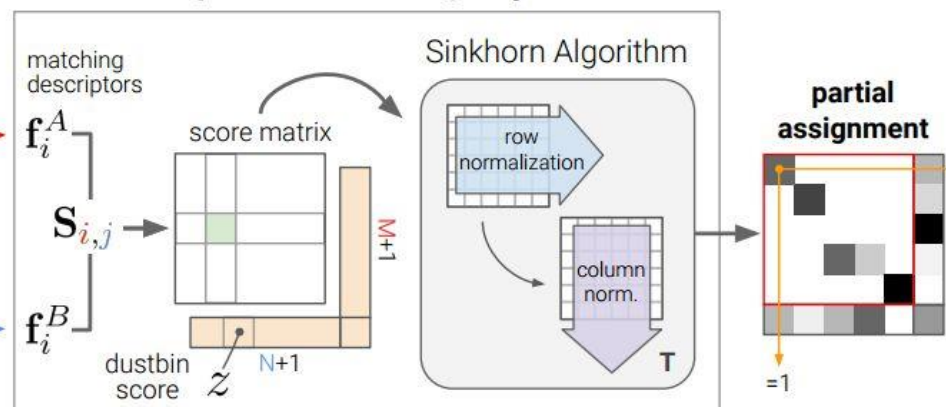 matching
descriptors
f_i^A
S_{i,j}
f_i^B
score matrix
M+1
dustbin
score z
N+1
Sinkhorn Algorithm
row
normalization
column
norm.
T
partial
assignment
=1